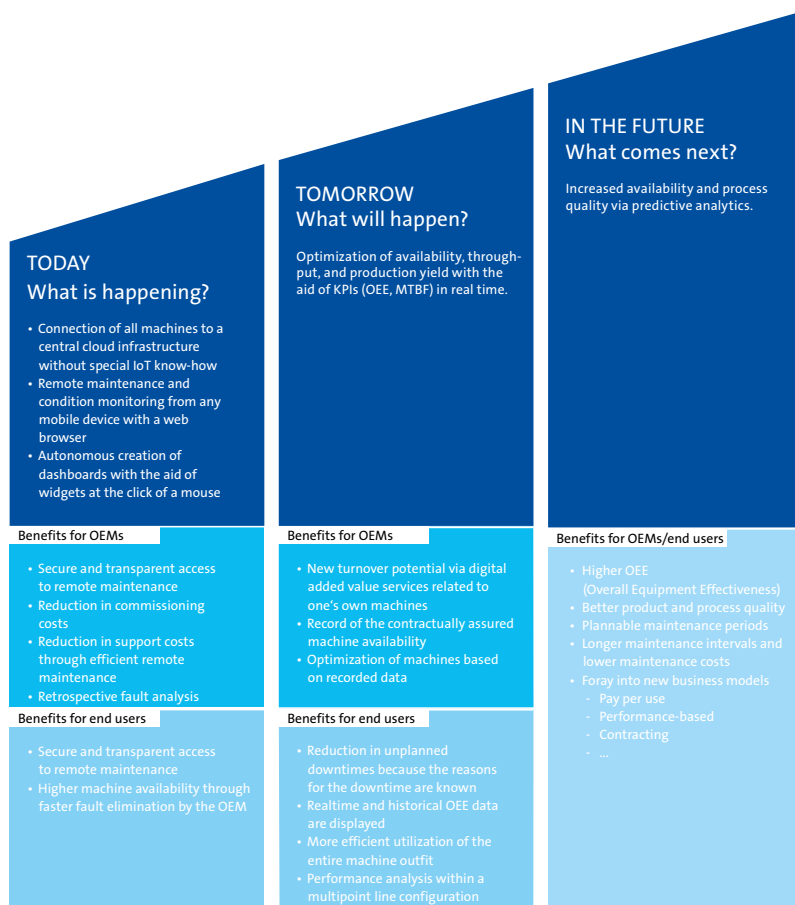 TODAY
What is happening?
• Connection of all machines to a
central cloud infrastructure
without special IoT know-how
• Remote maintenance and
condition monitoring from any
mobile device with a web
browser
• Autonomous creation of
dashboards with the aid of
widgets at the click of a mouse
Benefits for OEMs
• Secure and transparent access
to remote maintenance
• Reduction in commissioning
costs
• Reduction in support costs
through efficient remote
maintenance
• Retrospective fault analysis
Benefits for end users
• Secure and transparent access
to remote maintenance
• Higher machine availability through
faster fault elimination by the OEM
TOMORROW
What will happen?
Optimization of availability, through-
put, and production yield with the
aid of KPIs (OEE, MTBF) in real time.
Benefits for OEMs
• New turnover potential via digital
added value services related to
one's own machines
• Record of the contractually assured
machine availability
• Optimization of machines based
on recorded data
Benefits for end users
• Reduction in unplanned
downtimes because the reasons
for the downtime are known
• Realtime and historical OEE data
are displayed
• More efficient utilization of the
entire machine outfit
• Performance analysis within a
multipoint line configuration
IN THE FUTURE
What comes next?
Increased availability and process
quality via predictive analytics.
Benefits for OEMs/end users
• Higher OEE
(Overall Equipment Effectiveness)
• Better product and process quality
• Plannable maintenance periods
• Longer maintenance intervals and
lower maintenance costs
• Foray into new business models
- Pay per use
- Performance-based
- Contracting
- ...